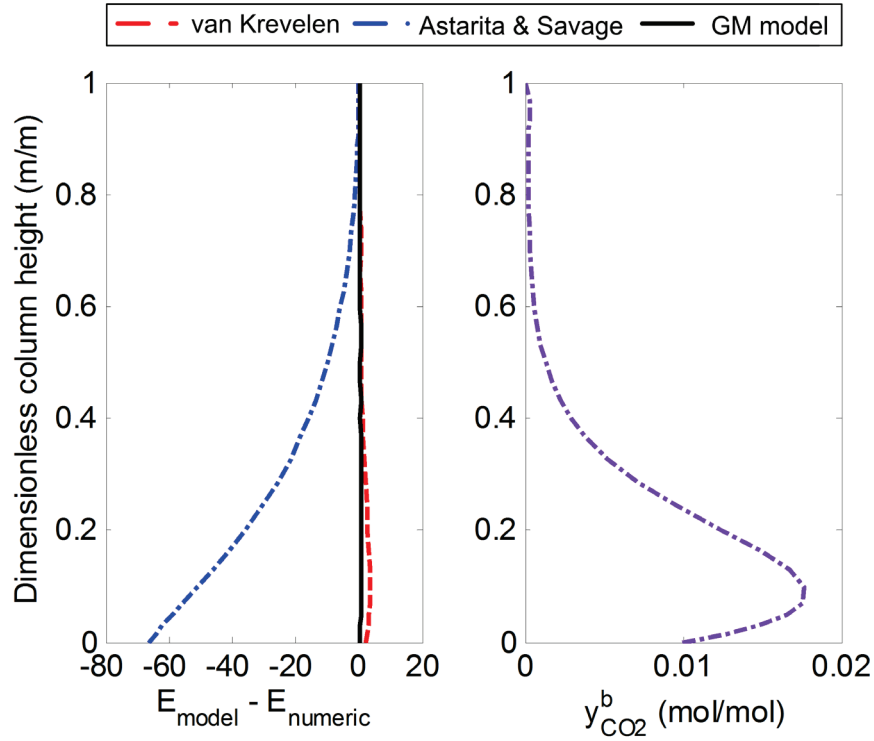 van Krevelen Astarita & Savage GM model
Dimensionless column height (m/m)
1
0.8
0.6
0.4
0.2
0
-80 -60 -40 -20 0 20
E_model - E_numeric
1
0.8
0.6
0.4
0.2
0
0 0.01 0.02
y^b_CO2 (mol/mol)